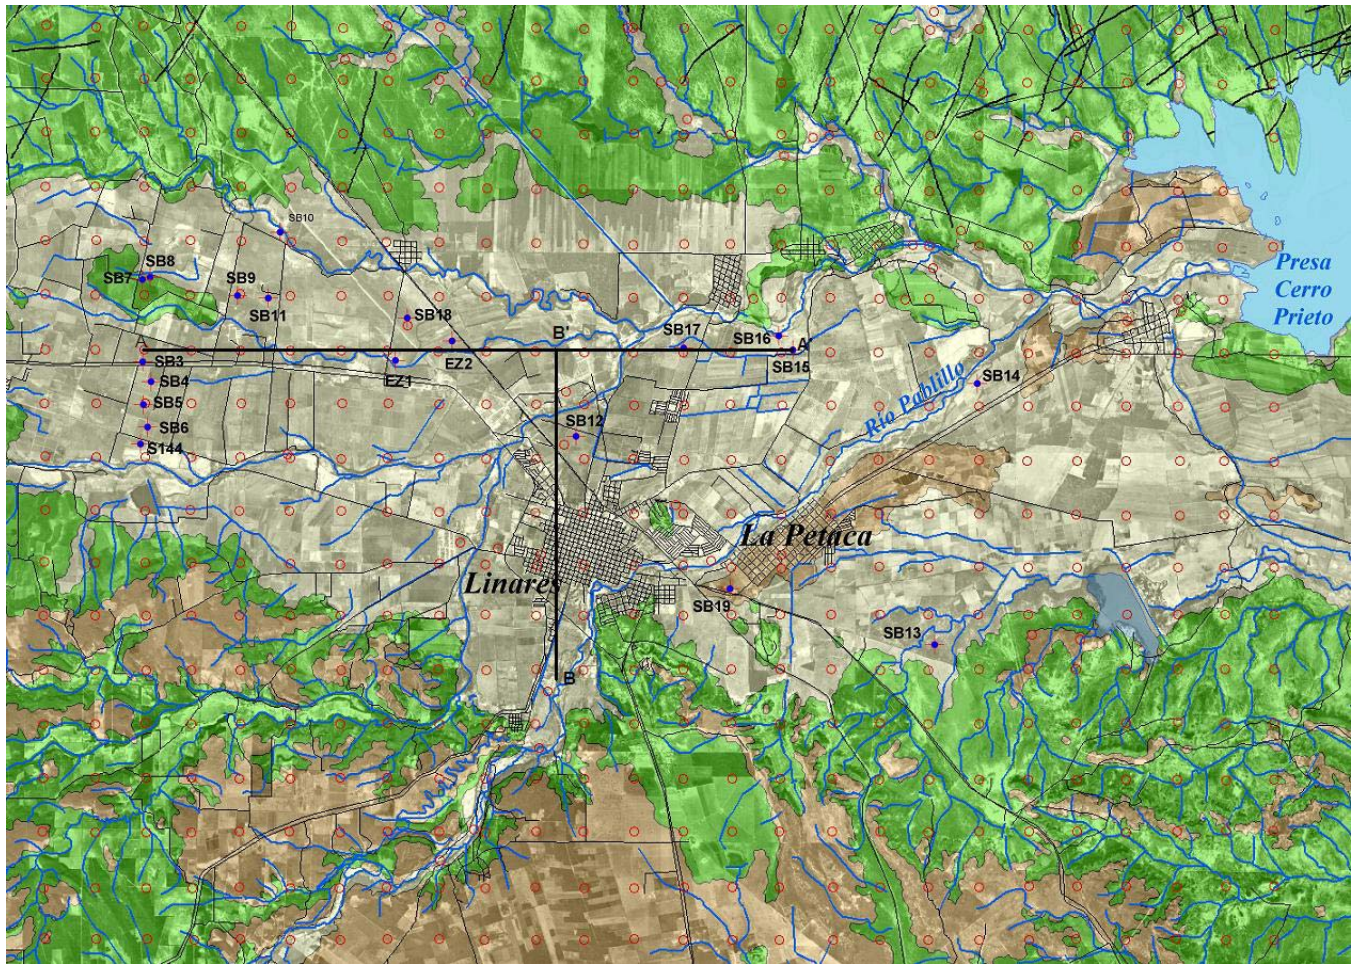 SB10
SB8
SB7
SB9
SB11
Presa
Cerro
Prieto
SB18
B'
SB17
SB16
A'
SB3
EZ2
EZ1
SB15
SB4
SB14
SB5
Río Pablillo
SB6
SB12
S144
La Petaca
Linares
SB19
SB13
B